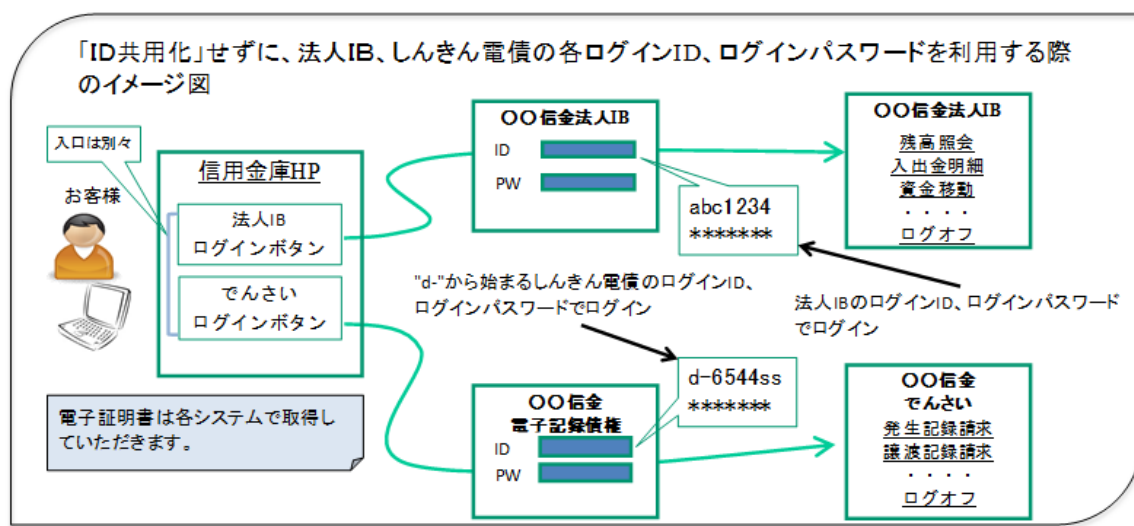 「ID共用化」せずに、法人IB、しんきん電債の各ログインID、ログインパスワードを利用する際
のイメージ図
入口は別々
お客様
信用金庫HP
法人IB
ログインボタン
でんさい
ログインボタン
電子証明書は各システムで取得し
ていただきます。
〇〇信金法人IB
ID
PW
abc1234
*******
〇〇信金法人IB
残高照会
入出金明細
資金移動
・・・・
ログオフ
"d-"から始まるしんきん電債のログインID、
ログインパスワードでログイン
法人IBのログインID、ログインパスワード
でログイン
〇〇信金
電子記録債権
ID
PW
d-6544ss
*******
〇〇信金
でんさい
発生記録請求
譲渡記録請求
・・・・
ログオフ